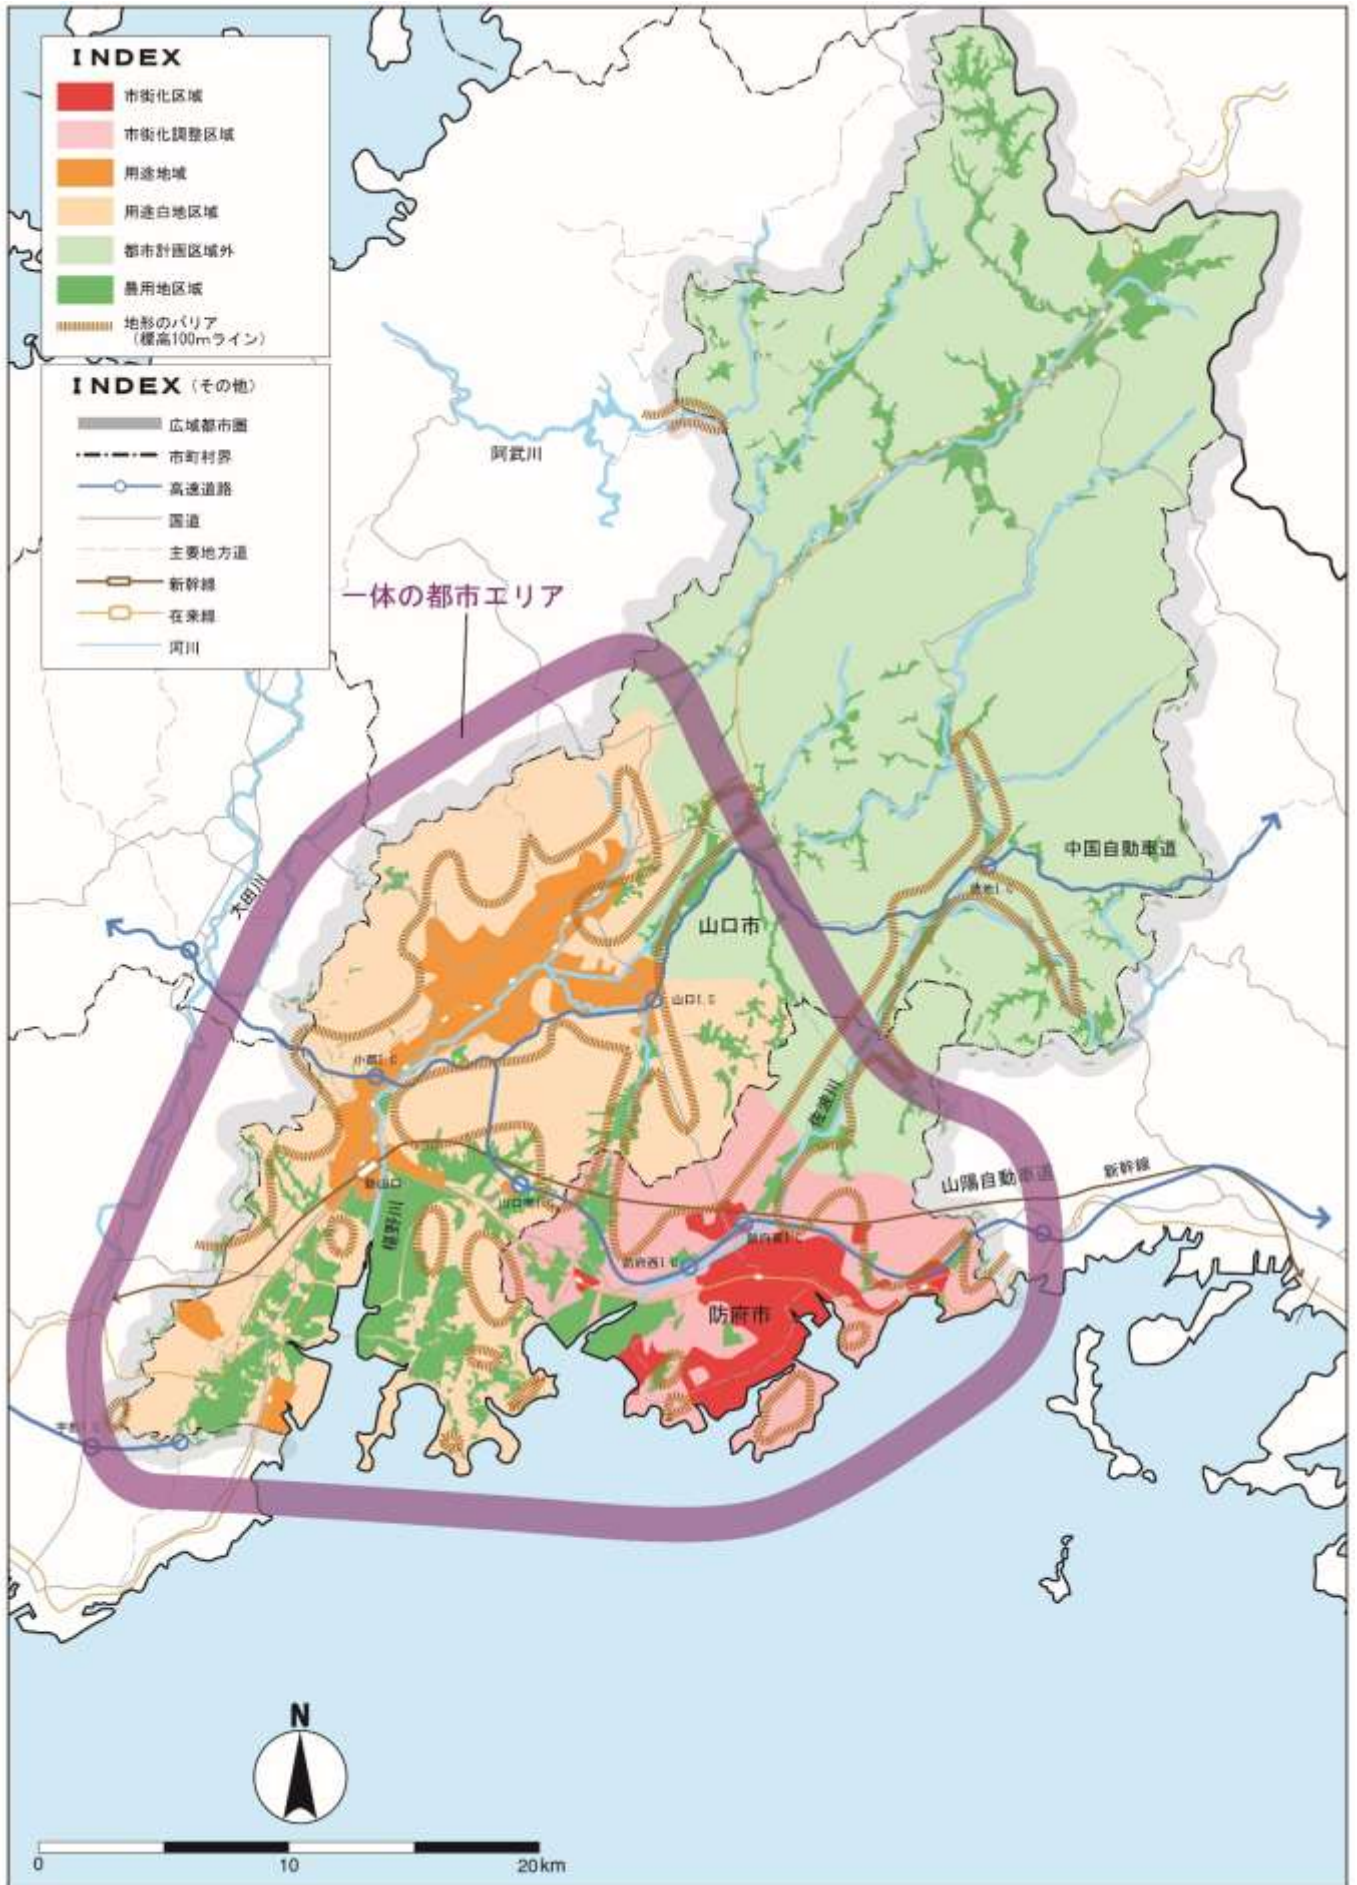 INDEX
市街化区域
市街化調整区域
用途地域
用途白地区域
都市計画区域外
農用地区域
地形のバリア
(標高100mライン)
INDEX (その他)
広域都市圏
市町村界
高速道路
国道
主要地方道
新幹線
在来線
河川
阿武川
一体の都市エリア
中国自動車道
徳地I.C
大田川
山口市
山口I.C
小郡I.C
佐波川
山陽自動車道
新幹線
新山口
山口南I.C
椹野川
防府東I.C
防府西I.C
防府市
N
0
10
20km